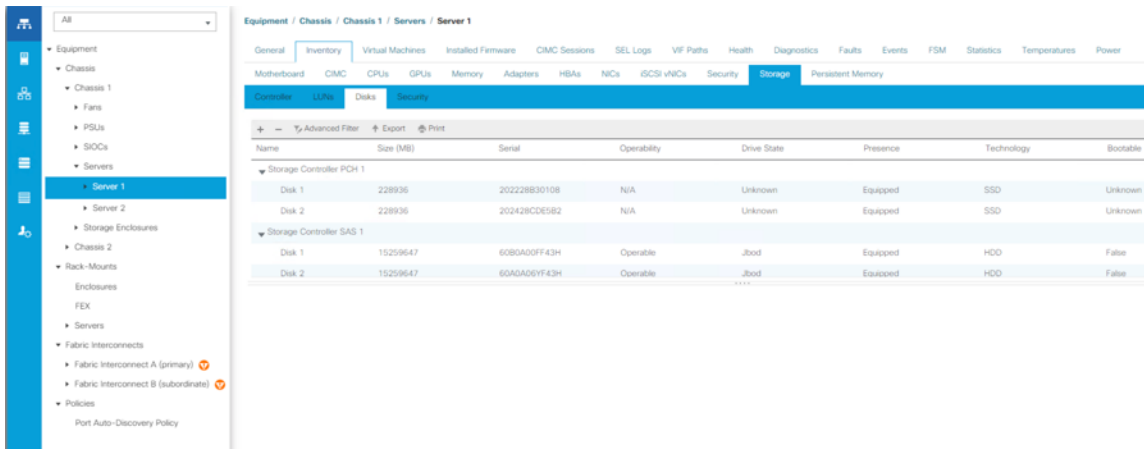 All
Equipment / Chassis / Chassis 1 / Servers / Server 1
Equipment
Chassis
Chassis 1
Fans
PSUs
SIOCs
Servers
Server 1
Server 2
Storage Enclosures
Chassis 2
Rack-Mounts
Enclosures
FEX
Servers
Fabric Interconnects
Fabric Interconnect A (primary)
Fabric Interconnect B (subordinate)
Policies
Port Auto-Discovery Policy
General Inventory Virtual Machines Installed Firmware CIMC Sessions SEL Logs VIF Paths Health Diagnostics Faults Events FSM Statistics Temperatures Power
Motherboard CIMC CPUs GPUs Memory Adapters HBAs NICs iSCSI vNICs Security Storage Persistent Memory
Controller LUNs Disks Security
+ − Advanced Filter Export Print
Name Size (MB) Serial Operability Drive State Presence Technology Bootable
Storage Controller PCH 1
Disk 1 228936 202228B30108 N/A Unknown Equipped SSD Unknown
Disk 2 228936 202428CDE5B2 N/A Unknown Equipped SSD Unknown
Storage Controller SAS 1
Disk 1 15259647 60B0A00FF43H Operable Jbod Equipped HDD False
Disk 2 15259647 60A0A06YF43H Operable Jbod Equipped HDD False